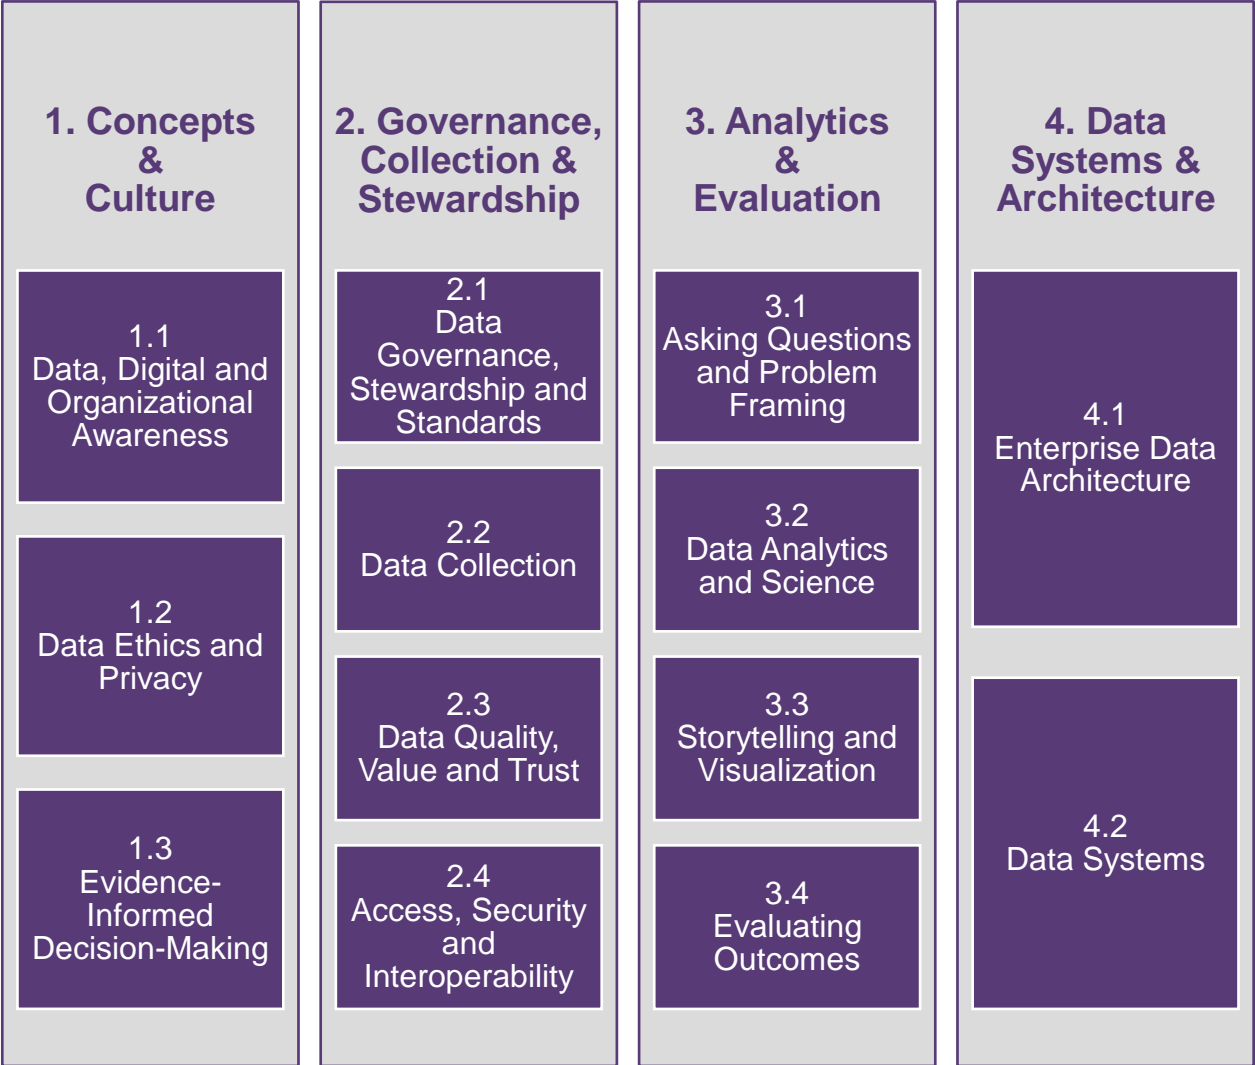 1. Concepts
&
Culture
1.1
Data, Digital and
Organizational
Awareness
1.2
Data Ethics and
Privacy
1.3
Evidence-
Informed
Decision-Making
2. Governance,
Collection &
Stewardship
2.1
Data
Governance,
Stewardship and
Standards
2.2
Data Collection
2.3
Data Quality,
Value and Trust
2.4
Access, Security
and
Interoperability
3. Analytics
&
Evaluation
3.1
Asking Questions
and Problem
Framing
3.2
Data Analytics
and Science
3.3
Storytelling and
Visualization
3.4
Evaluating
Outcomes
4. Data
Systems &
Architecture
4.1
Enterprise Data
Architecture
4.2
Data Systems